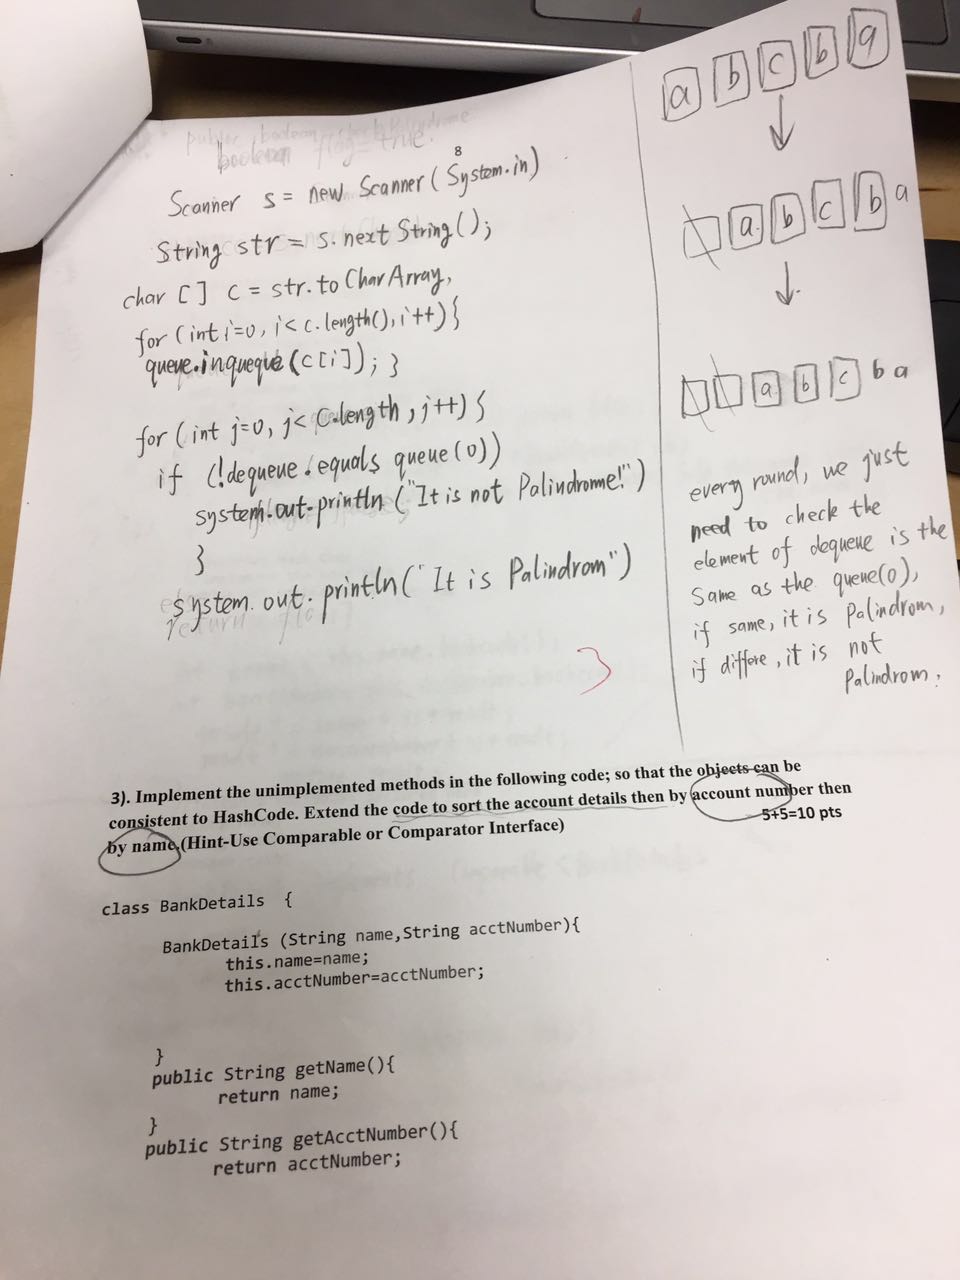 public boolean checkPalindrome
boolean flag = true.
8
Scanner s = new Scanner (System.in)
String str = s.next String();
char [] c = str.to CharArray,
for (int i=0, i<c.length(), i++){
queue.inqueque (c[i]); }
for (int j=0, j< c.length, j++) {
if (!dequeue.equals queue(0))
system.out.println ("It is not Palindrome!")
}
system.out.println("It is Palindrom")
return flag
3
a b c b a
a b c b a
a b c b a
every round, we just
need to check the
element of dequeue is the
same as the queue(0),
if same, it is Palindrom,
if differe, it is not
Palindrom.
3). Implement the unimplemented methods in the following code; so that the objects can be
consistent to HashCode. Extend the code to sort the account details then by account number then
by name.(Hint-Use Comparable or Comparator Interface)
5+5=10 pts
class BankDetails {
BankDetails (String name,String acctNumber){
this.name=name;
this.acctNumber=acctNumber;
}
public String getName(){
return name;
}
public String getAcctNumber(){
return acctNumber;